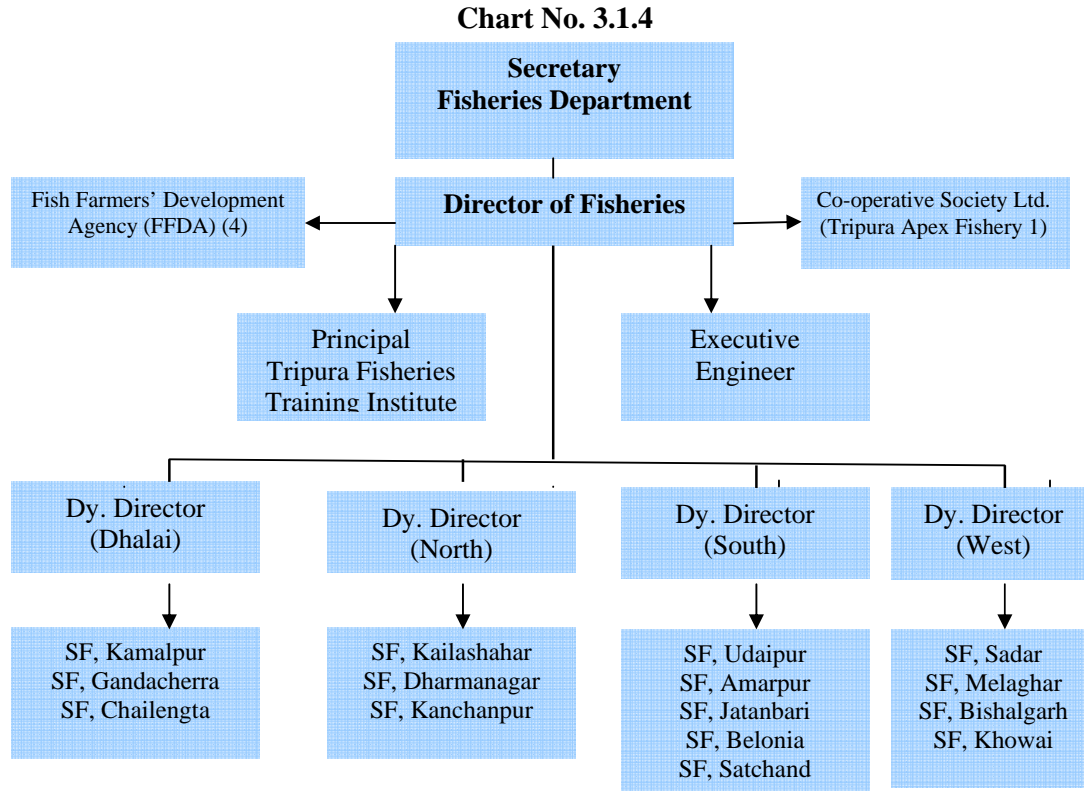 Chart No. 3.1.4
Secretary
Fisheries Department
Fish Farmers’ Development
Agency (FFDA) (4)
Director of Fisheries
Co-operative Society Ltd.
(Tripura Apex Fishery 1)
Principal
Tripura Fisheries
Training Institute
Executive
Engineer
Dy. Director
(Dhalai)
Dy. Director
(North)
Dy. Director
(South)
Dy. Director
(West)
SF, Kamalpur
SF, Gandacherra
SF, Chailengta
SF, Kailashahar
SF, Dharmanagar
SF, Kanchanpur
SF, Udaipur
SF, Amarpur
SF, Jatanbari
SF, Belonia
SF, Satchand
SF, Sadar
SF, Melaghar
SF, Bishalgarh
SF, Khowai